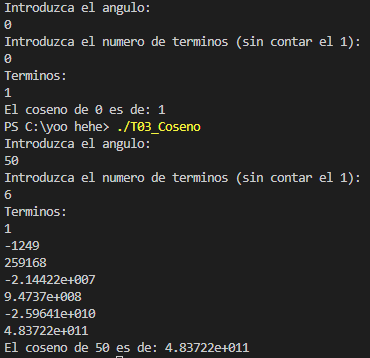 Introduzca el angulo:
0
Introduzca el numero de terminos (sin contar el 1):
0
Terminos:
1
El coseno de 0 es de: 1
PS C:\yoo hehe> ./T03_Coseno
Introduzca el angulo:
50
Introduzca el numero de terminos (sin contar el 1):
6
Terminos:
1
-1249
259168
-2.14422e+007
9.4737e+008
-2.59641e+010
4.83722e+011
El coseno de 50 es de: 4.83722e+011